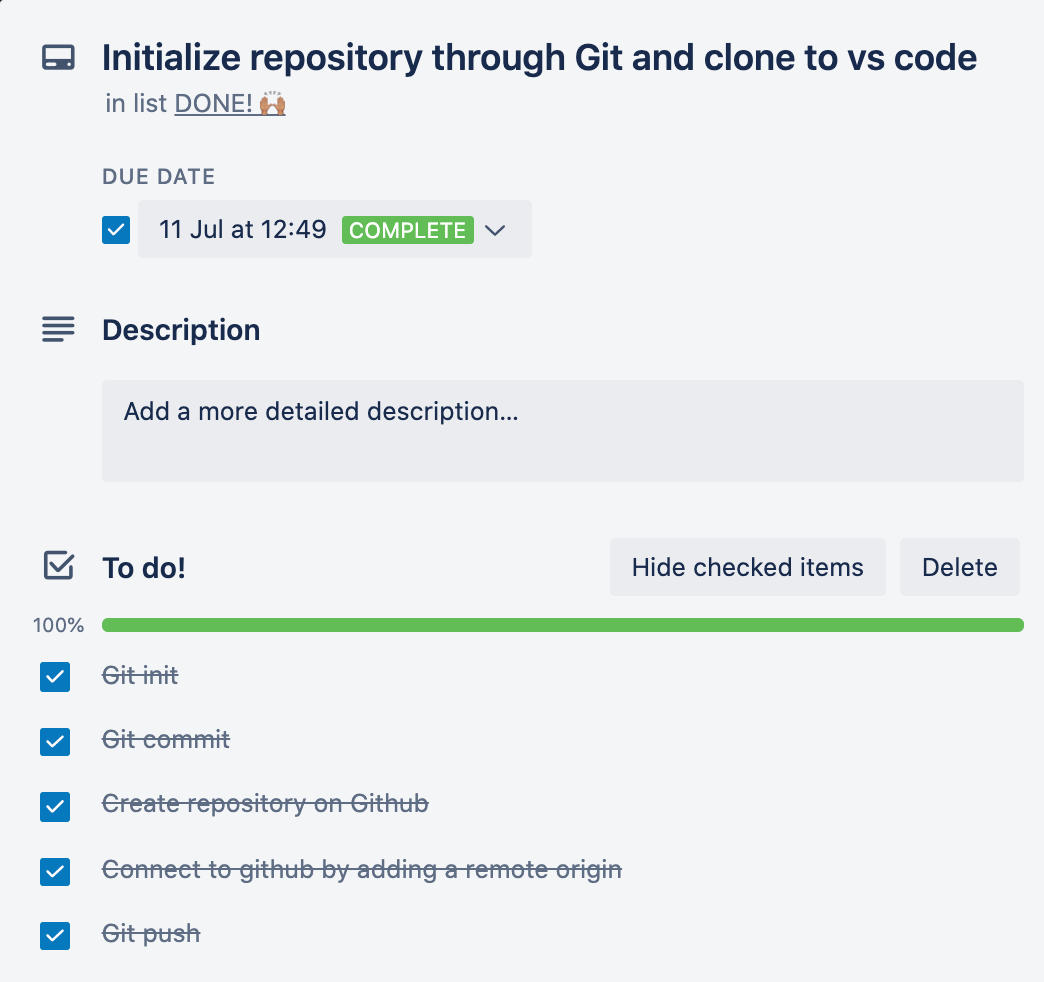 Initialize repository through Git and clone to vs code
in list DONE! 🙌🏽
DUE DATE
11 Jul at 12:49 COMPLETE
Description
Add a more detailed description...
To do! Hide checked items Delete
100%
Git init
Git commit
Create repository on Github
Connect to github by adding a remote origin
Git push